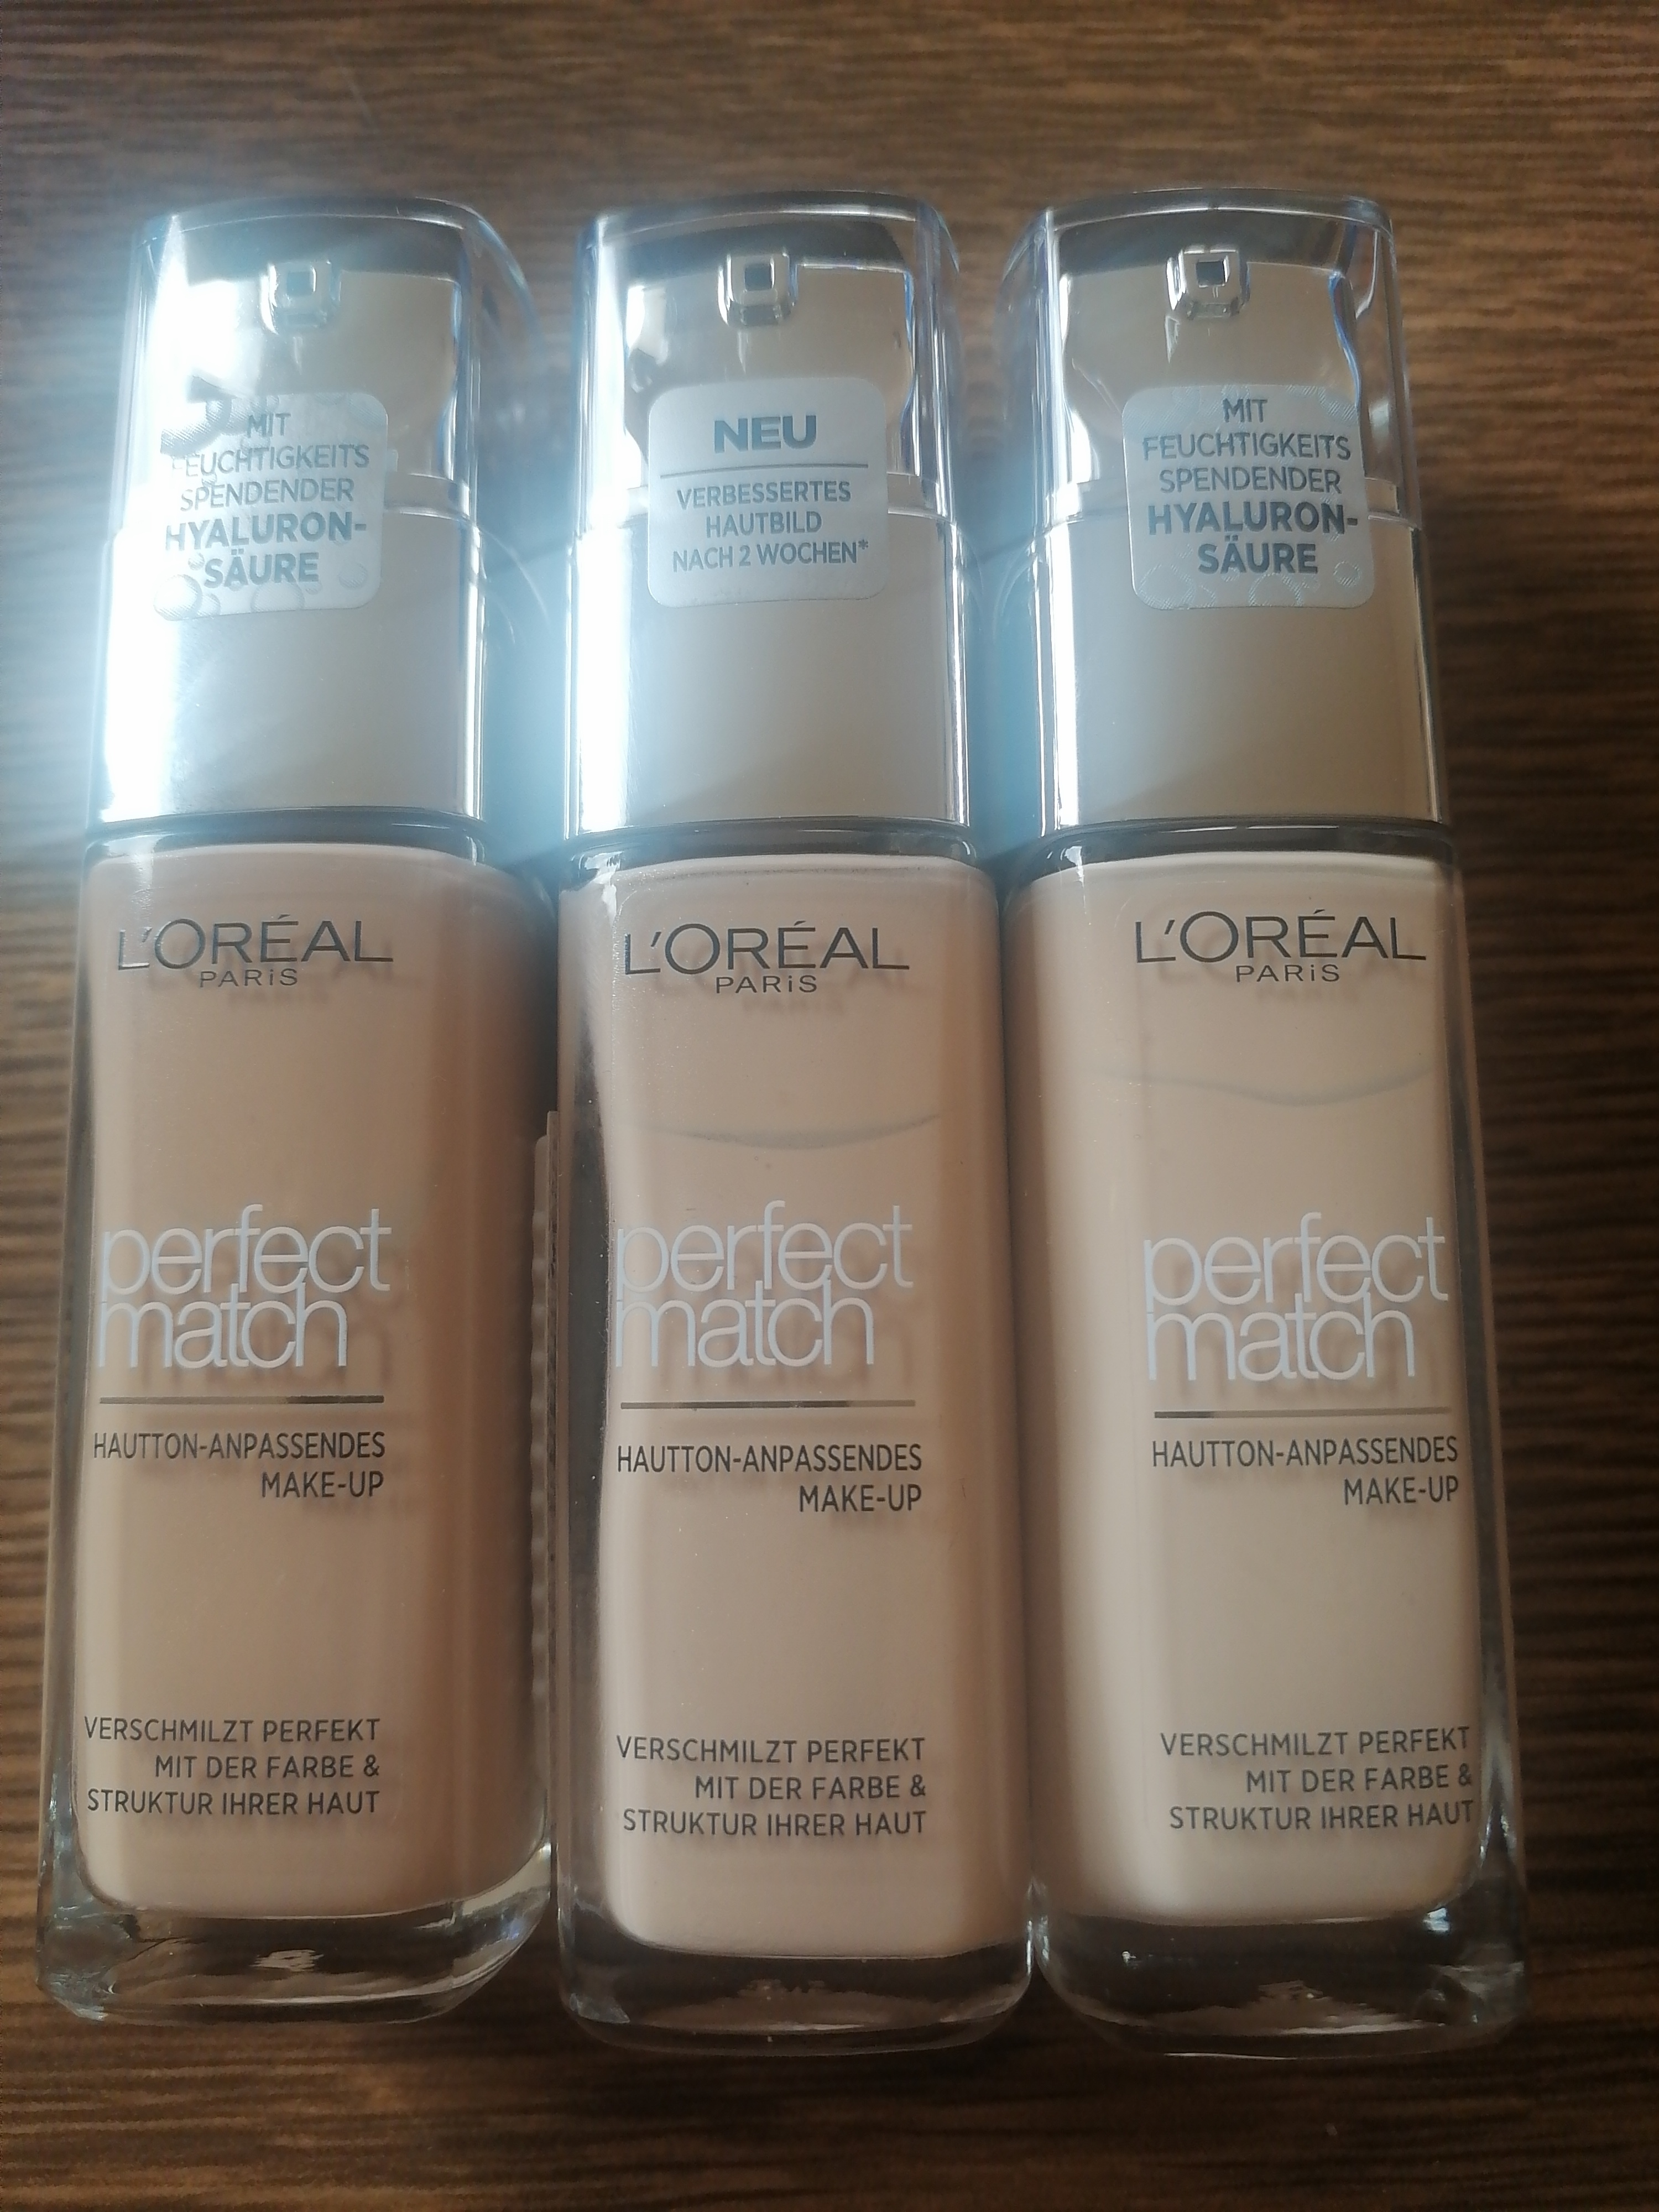 MIT
FEUCHTIGKEITS
SPENDENDER
HYALURON-
SÄURE
L'ORÉAL
PARIS
perfect
match
HAUTTON-ANPASSENDES
MAKE-UP
VERSCHMILZT PERFEKT
MIT DER FARBE &
STRUKTUR IHRER HAUT
NEU
VERBESSERTES
HAUTBILD
NACH 2 WOCHEN*
L'ORÉAL
PARIS
perfect
match
HAUTTON-ANPASSENDES
MAKE-UP
VERSCHMILZT PERFEKT
MIT DER FARBE &
STRUKTUR IHRER HAUT
MIT
FEUCHTIGKEITS
SPENDENDER
HYALURON-
SÄURE
L'ORÉAL
PARIS
perfect
match
HAUTTON-ANPASSENDES
MAKE-UP
VERSCHMILZT PERFEKT
MIT DER FARBE &
STRUKTUR IHRER HAUT